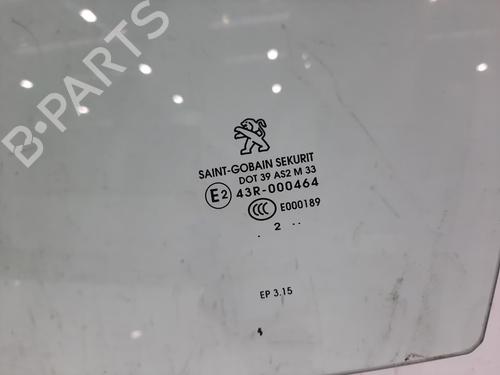 B-PARTS
SAINT-GOBAIN SEKURIT
DOT 39 AS2 M 33
E2 43R-000464
CCC E000189
. 2 ..
EP 3.15